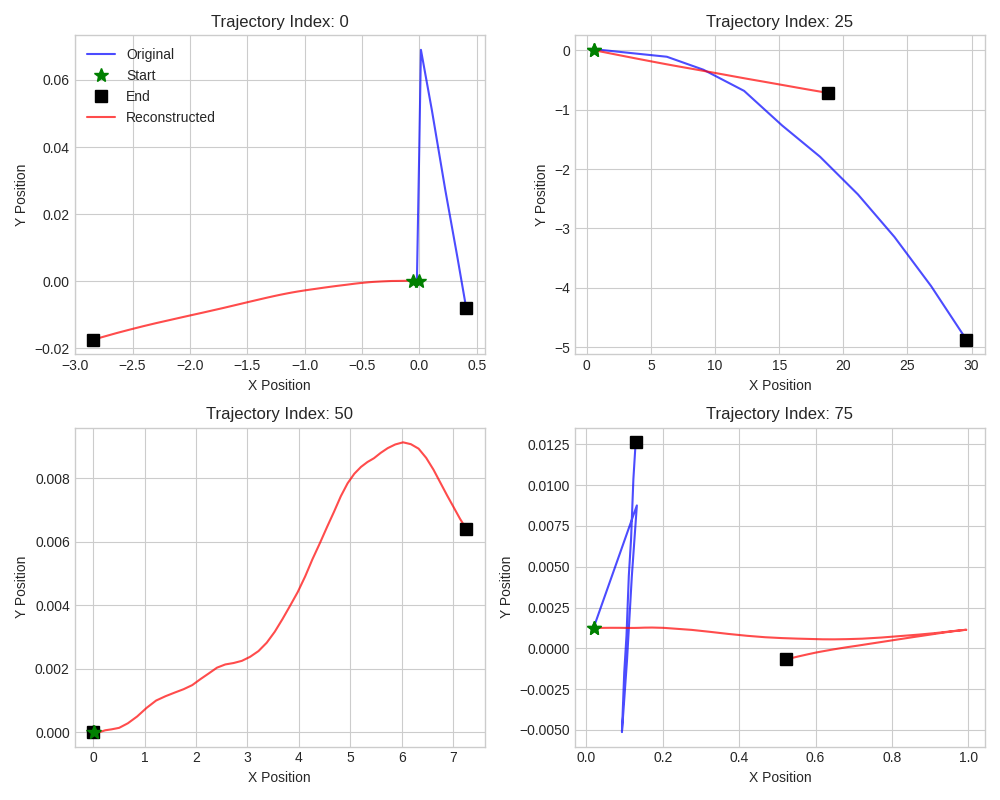 Trajectory Index: 0
Original
Start
End
Reconstructed
0.06
0.04
0.02
0.00
−0.02
Y Position
−3.0 −2.5 −2.0 −1.5 −1.0 −0.5 0.0 0.5
X Position
Trajectory Index: 25
0
−1
−2
−3
−4
−5
Y Position
0 5 10 15 20 25 30
X Position
Trajectory Index: 50
0.008
0.006
0.004
0.002
0.000
Y Position
0 1 2 3 4 5 6 7
X Position
Trajectory Index: 75
0.0125
0.0100
0.0075
0.0050
0.0025
0.0000
−0.0025
−0.0050
Y Position
0.0 0.2 0.4 0.6 0.8 1.0
X Position